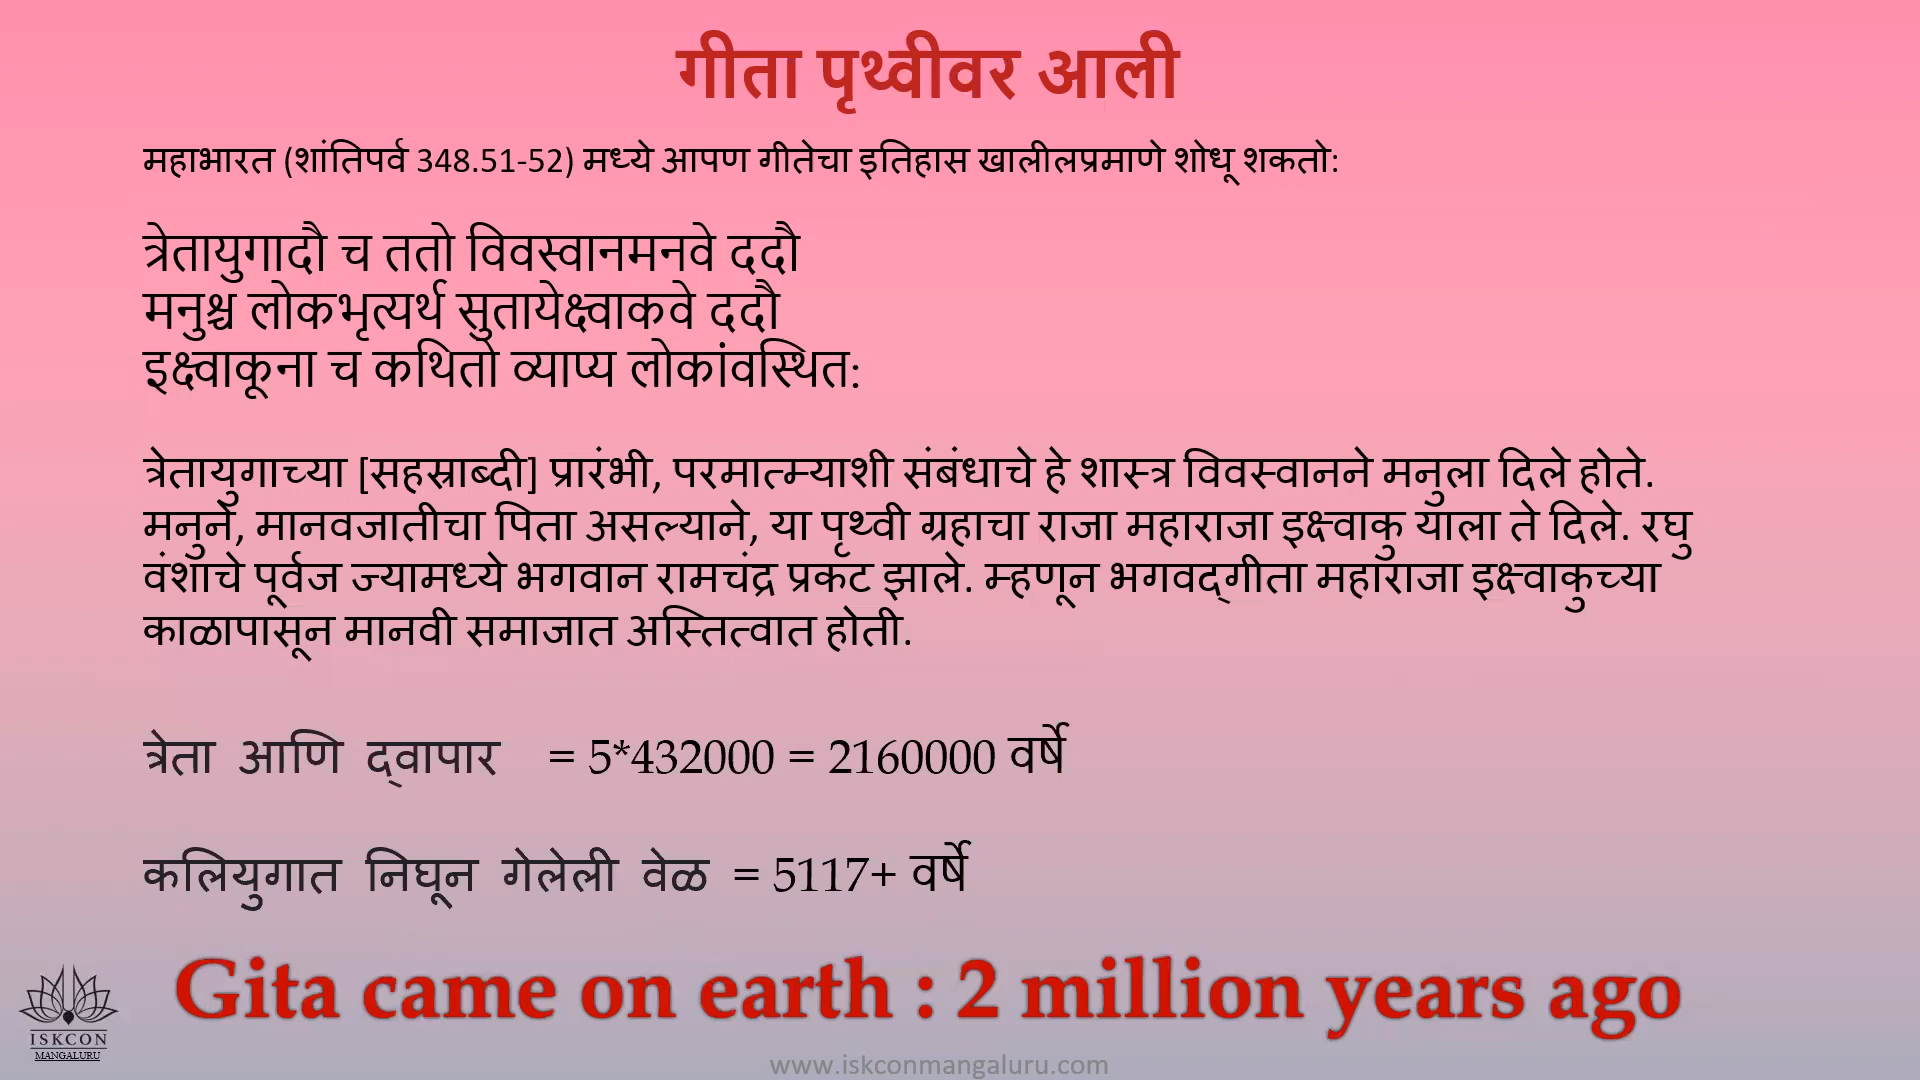 गीता पृथ्वीवर आली
महाभारत (शांतिपर्व 348.51-52) मध्ये आपण गीतेचा इतिहास खालीलप्रमाणे शोधू शकतो:
त्रेतायुगादौ च ततो विवस्वानमनवे ददौ
मनुश्च लोकभृत्यर्थ सुतायेक्ष्वाकवे ददौ
इक्ष्वाकूना च कथितो व्याप्य लोकांवस्थित:
त्रेतायुगाच्या [सहस्राब्दी] प्रारंभी, परमात्म्याशी संबंधाचे हे शास्त्र विवस्वानने मनुला दिले होते.
मनुने, मानवजातीचा पिता असल्याने, या पृथ्वी ग्रहाचा राजा महाराजा इक्ष्वाकु याला ते दिले. रघु
वंशाचे पूर्वज ज्यामध्ये भगवान रामचंद्र प्रकट झाले. म्हणून भगवद्‌गीता महाराजा इक्ष्वाकुच्या
काळापासून मानवी समाजात अस्तित्वात होती.
त्रेता आणि द्‌वापार = 5*432000 = 2160000 वर्षे
कलियुगात निघून गेलेली वेळ = 5117+ वर्षे
Gita came on earth : 2 million years ago
ISKCON
MANGALURU
www.iskconmangaluru.com